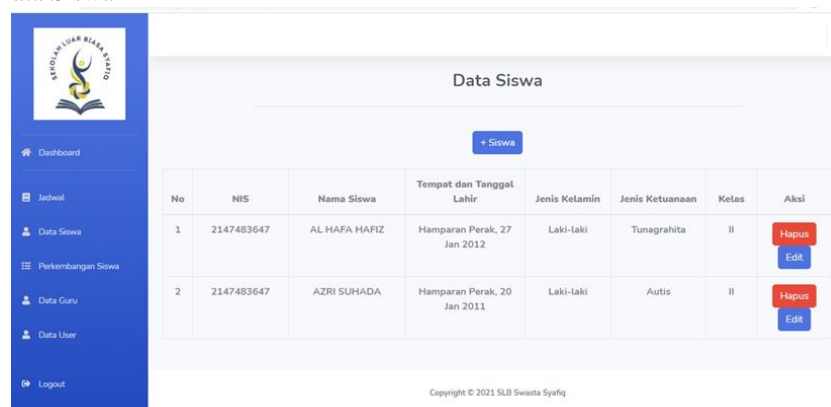 SEKOLAH LUAR BIASA SYAFIQ
Dashboard
Jadwal
Data Siswa
Perkembangan Siswa
Data Guru
Data User
Logout
Data Siswa
+ Siswa
No NIS Nama Siswa Tempat dan Tanggal Lahir Jenis Kelamin Jenis Ketuanaan Kelas Aksi
1 2147483647 AL HAFA HAFIZ Hamparan Perak, 27 Jan 2012 Laki-laki Tunagrahita II Hapus Edit
2 2147483647 AZRI SUHADA Hamparan Perak, 20 Jan 2011 Laki-laki Autis II Hapus Edit
Copyright © 2021 SLB Swasta Syafiq